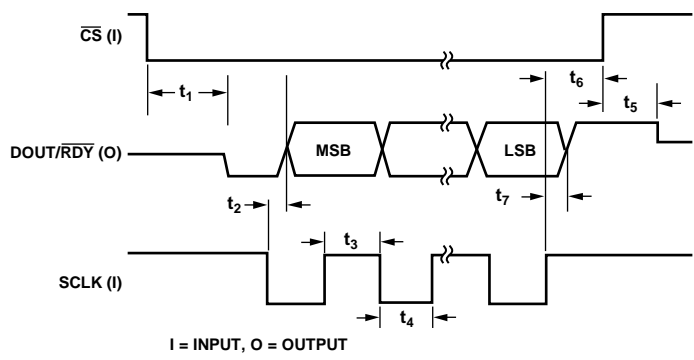 CS (I)
t1
t6
t5
DOUT/RDY (O)
MSB
LSB
t2
t7
t3
SCLK (I)
t4
I = INPUT, O = OUTPUT